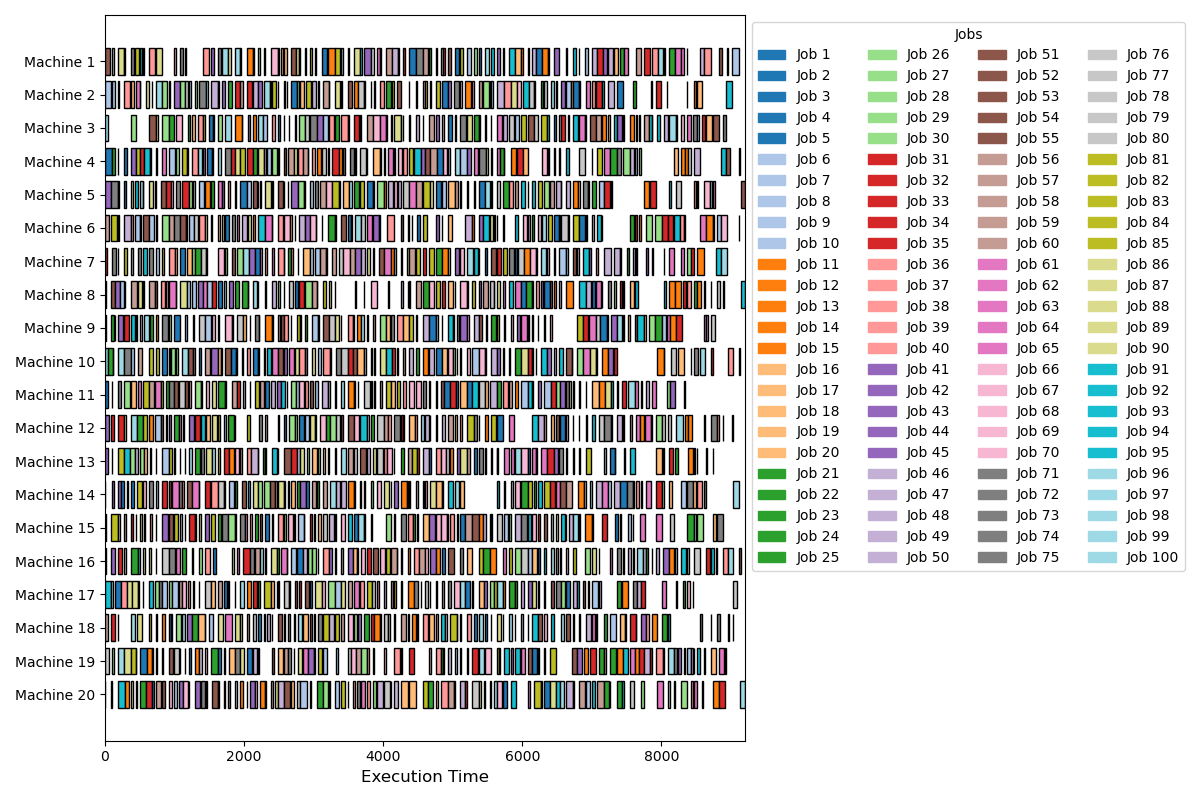 Jobs
Machine 1
Machine 2
Machine 3
Machine 4
Machine 5
Machine 6
Machine 7
Machine 8
Machine 9
Machine 10
Machine 11
Machine 12
Machine 13
Machine 14
Machine 15
Machine 16
Machine 17
Machine 18
Machine 19
Machine 20
0 2000 4000 6000 8000
Execution Time
Job 1 Job 26 Job 51 Job 76
Job 2 Job 27 Job 52 Job 77
Job 3 Job 28 Job 53 Job 78
Job 4 Job 29 Job 54 Job 79
Job 5 Job 30 Job 55 Job 80
Job 6 Job 31 Job 56 Job 81
Job 7 Job 32 Job 57 Job 82
Job 8 Job 33 Job 58 Job 83
Job 9 Job 34 Job 59 Job 84
Job 10 Job 35 Job 60 Job 85
Job 11 Job 36 Job 61 Job 86
Job 12 Job 37 Job 62 Job 87
Job 13 Job 38 Job 63 Job 88
Job 14 Job 39 Job 64 Job 89
Job 15 Job 40 Job 65 Job 90
Job 16 Job 41 Job 66 Job 91
Job 17 Job 42 Job 67 Job 92
Job 18 Job 43 Job 68 Job 93
Job 19 Job 44 Job 69 Job 94
Job 20 Job 45 Job 70 Job 95
Job 21 Job 46 Job 71 Job 96
Job 22 Job 47 Job 72 Job 97
Job 23 Job 48 Job 73 Job 98
Job 24 Job 49 Job 74 Job 99
Job 25 Job 50 Job 75 Job 100